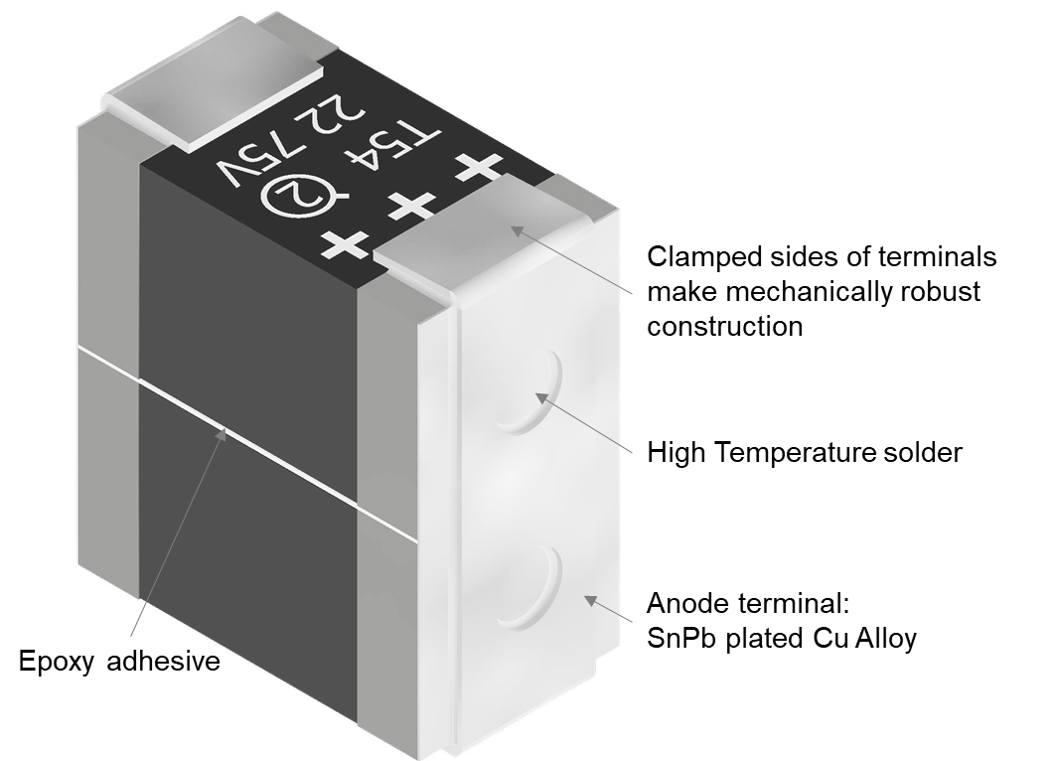 22 75V
T54
2
+ + +
Clamped sides of terminals
make mechanically robust
construction
High Temperature solder
Anode terminal:
SnPb plated Cu Alloy
Epoxy adhesive